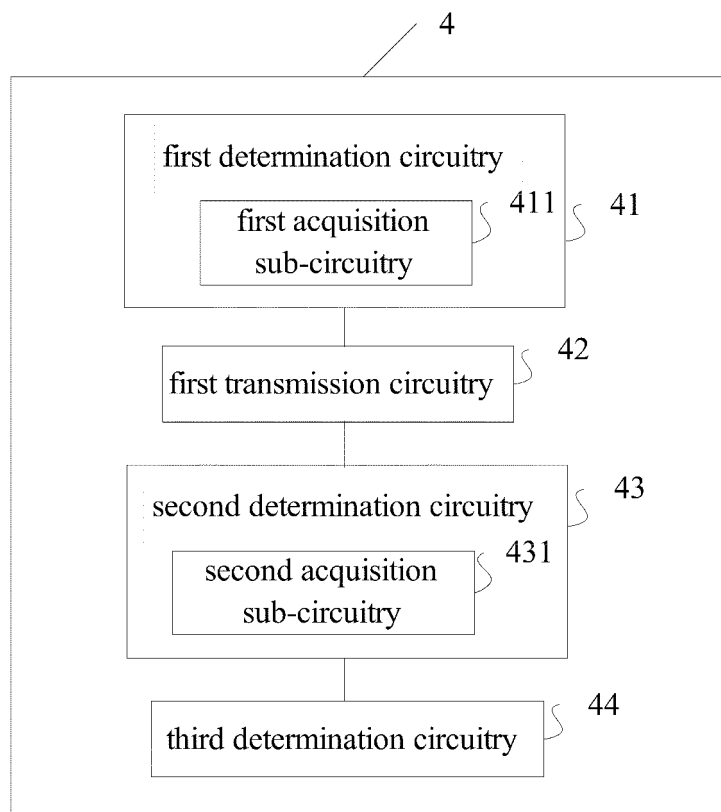 4
first determination circuitry
first acquisition
sub-circuitry
411
41
first transmission circuitry
42
second determination circuitry
43
second acquisition
sub-circuitry
431
third determination circuitry
44